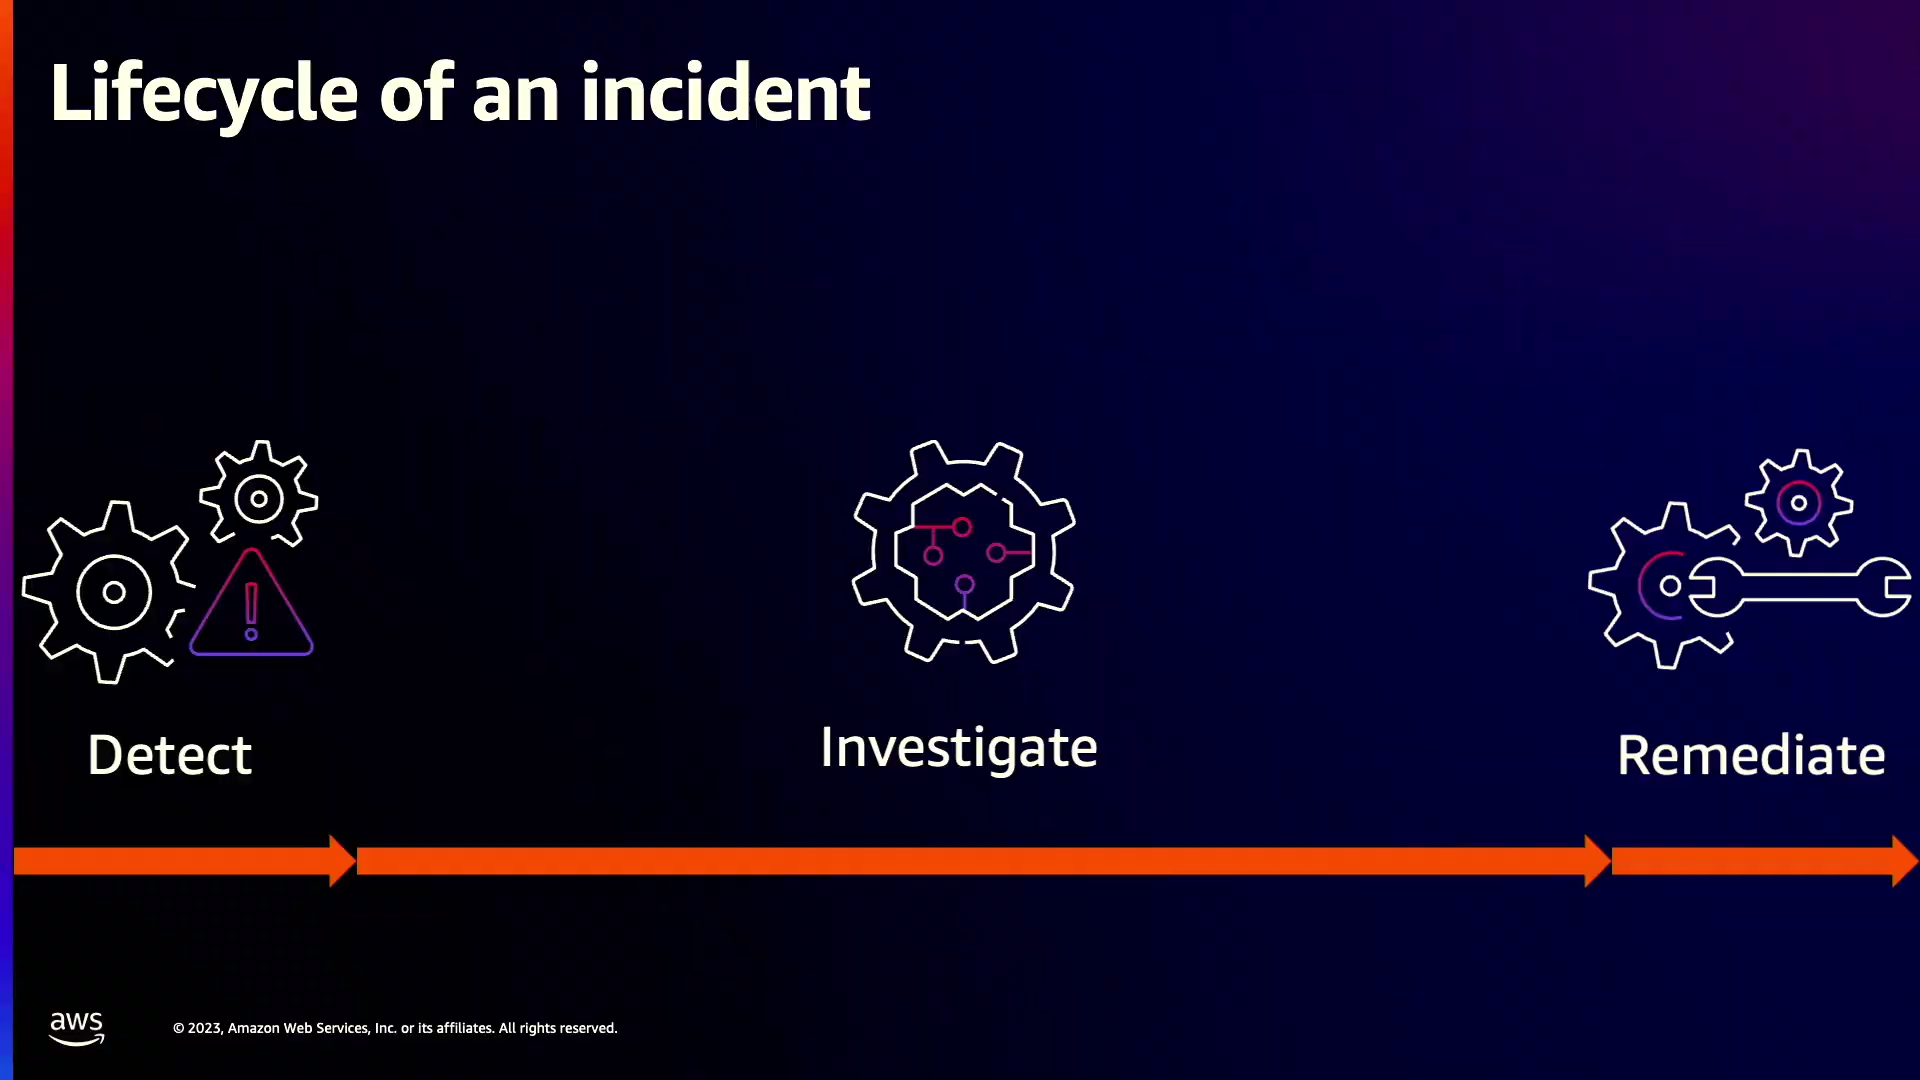 Lifecycle of an incident
Detect
Investigate
Remediate
aws
© 2023, Amazon Web Services, Inc. or its affiliates. All rights reserved.